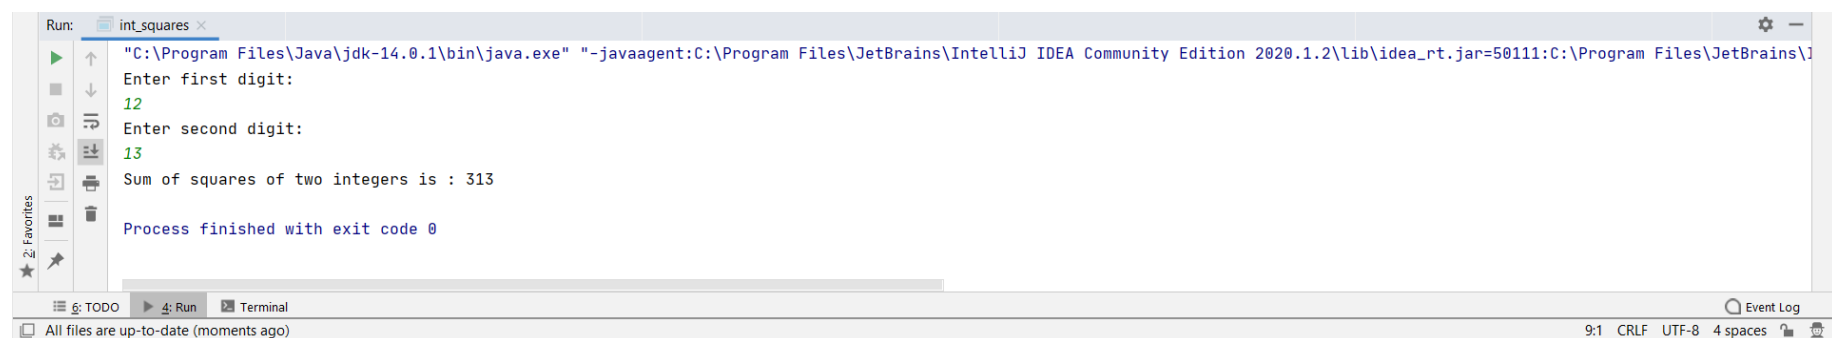 Run: int_squares
"C:\Program Files\Java\jdk-14.0.1\bin\java.exe" "-javaagent:C:\Program Files\JetBrains\IntelliJ IDEA Community Edition 2020.1.2\lib\idea_rt.jar=50111:C:\Program Files\JetBrains\
Enter first digit:
12
Enter second digit:
13
Sum of squares of two integers is : 313
Process finished with exit code 0
2: Favorites
6: TODO 4: Run Terminal Event Log
All files are up-to-date (moments ago) 9:1 CRLF UTF-8 4 spaces